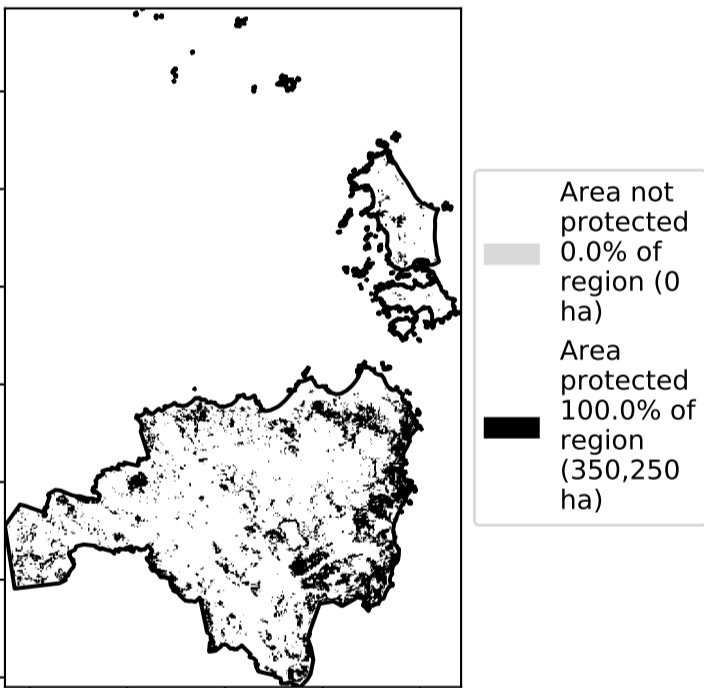 Area not
protected
0.0% of
region (0
ha)
Area
protected
100.0% of
region
(350,250
ha)